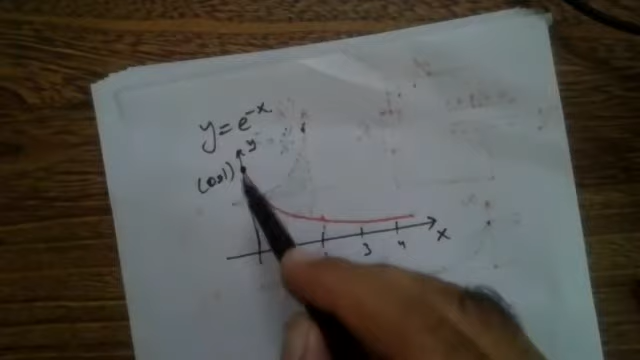 y = e^-x
y
(0,1)
3 4 x